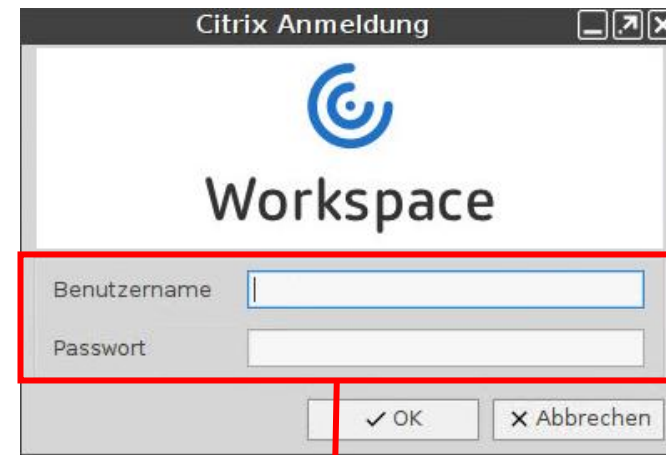 Citrix Anmeldung
Workspace
Benutzername
Passwort
OK
Abbrechen